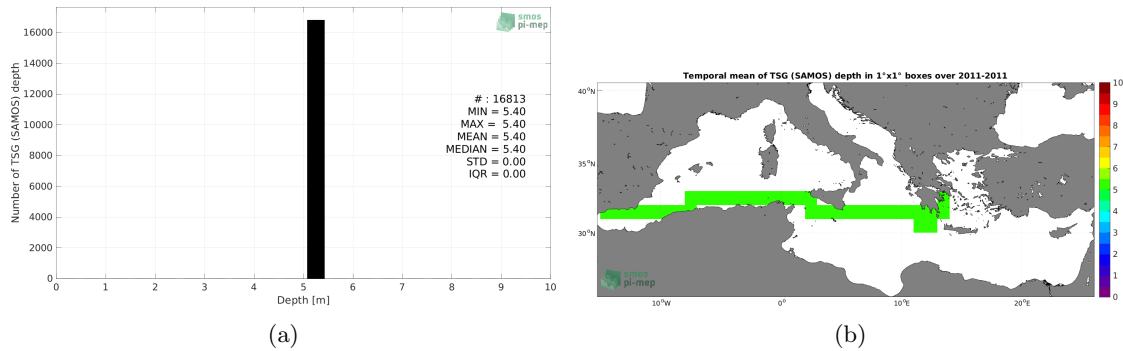 smos
pi-mep
16000
14000
12000
10000
8000
6000
4000
2000
0
Number of TSG (SAMOS) depth
# : 16813
MIN = 5.40
MAX = 5.40
MEAN = 5.40
MEDIAN = 5.40
STD = 0.00
IQR = 0.00
0 1 2 3 4 5 6 7 8 9 10
Depth [m]
(a)
Temporal mean of TSG (SAMOS) depth in 1°x1° boxes over 2011-2011
40°N
35°N
30°N
10°W 0° 10°E 20°E
smos
pi-mep
10
9
8
7
6
5
4
3
2
1
0
(b)